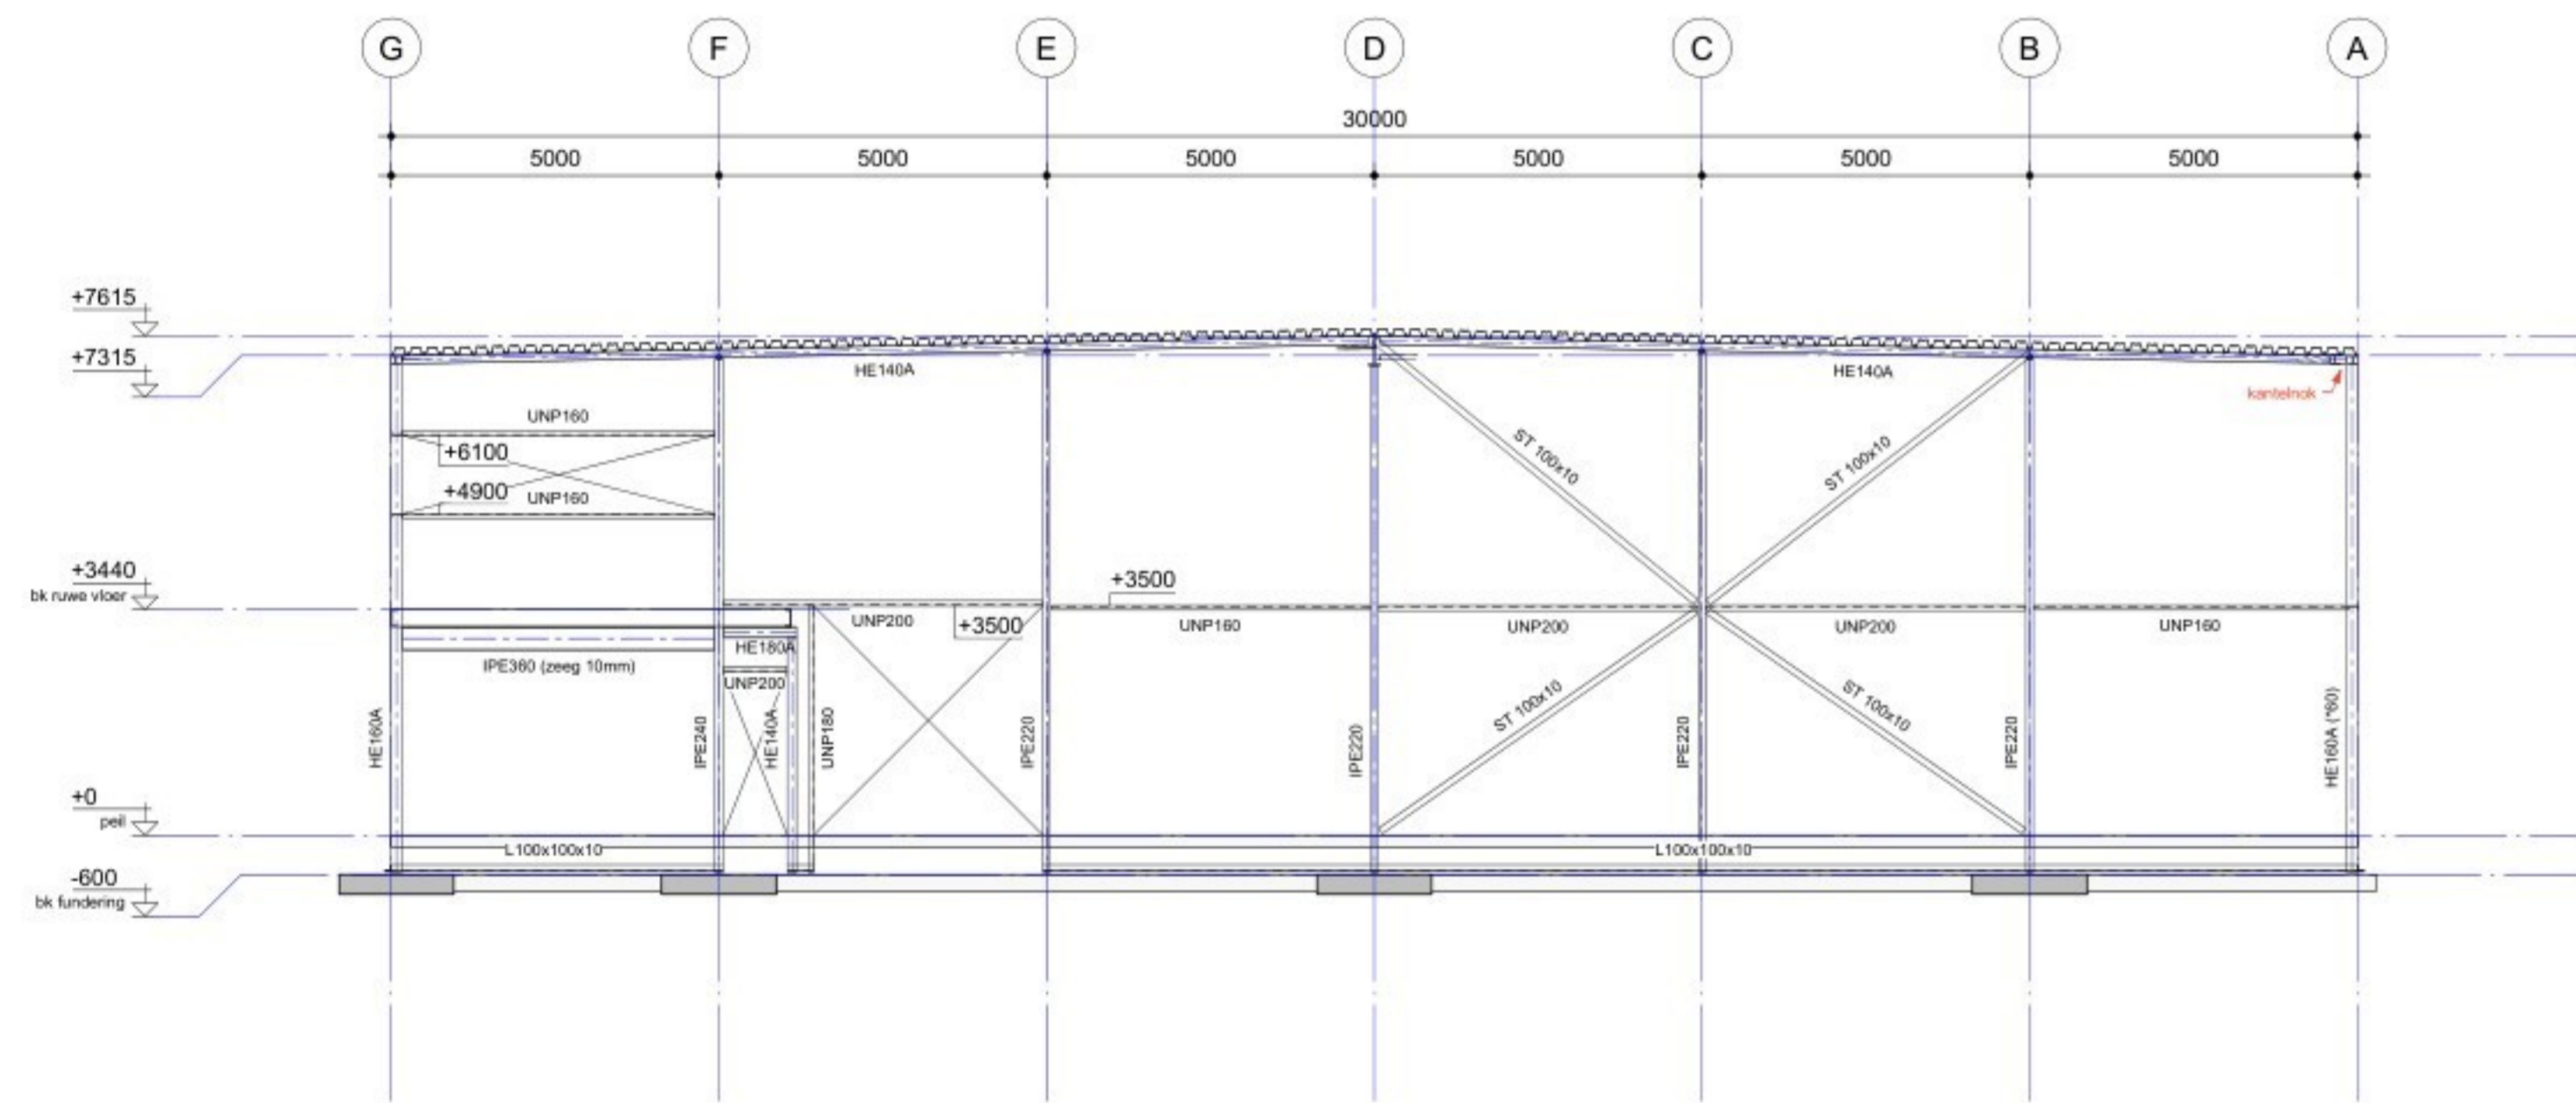 G F E D C B A
30000
5000 5000 5000 5000 5000 5000
+7615
+7315
HE140A HE140A
kantelnok
UNP160
+6100
+4900
UNP160
ST 100x10 ST 100x10
+3440
bk ruwe vloer
+3500
UNP200
+3500
UNP160 UNP200 UNP200 UNP160
HE180A
IPE360 (zeeg 10mm)
UNP200
ST 100x10 ST 100x10
HE160A IPE240 HE140A UNP180 IPE220 IPE220 IPE220 IPE220 HE160A (*60)
+0
peil
L100x100x10 L100x100x10
-600
bk fundering